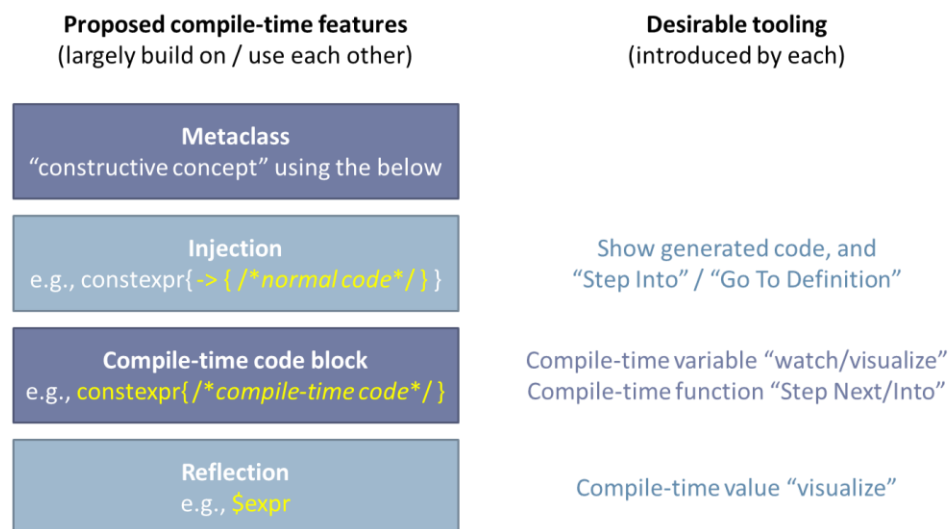 Proposed compile-time features
(largely build on / use each other)
Desirable tooling
(introduced by each)
Metaclass
“constructive concept” using the below
Injection
e.g., constexpr{ -> { /*normal code*/ } }
Show generated code, and
“Step Into” / “Go To Definition”
Compile-time code block
e.g., constexpr{ /*compile-time code*/ }
Compile-time variable “watch/visualize”
Compile-time function “Step Next/Into”
Reflection
e.g., $expr
Compile-time value “visualize”